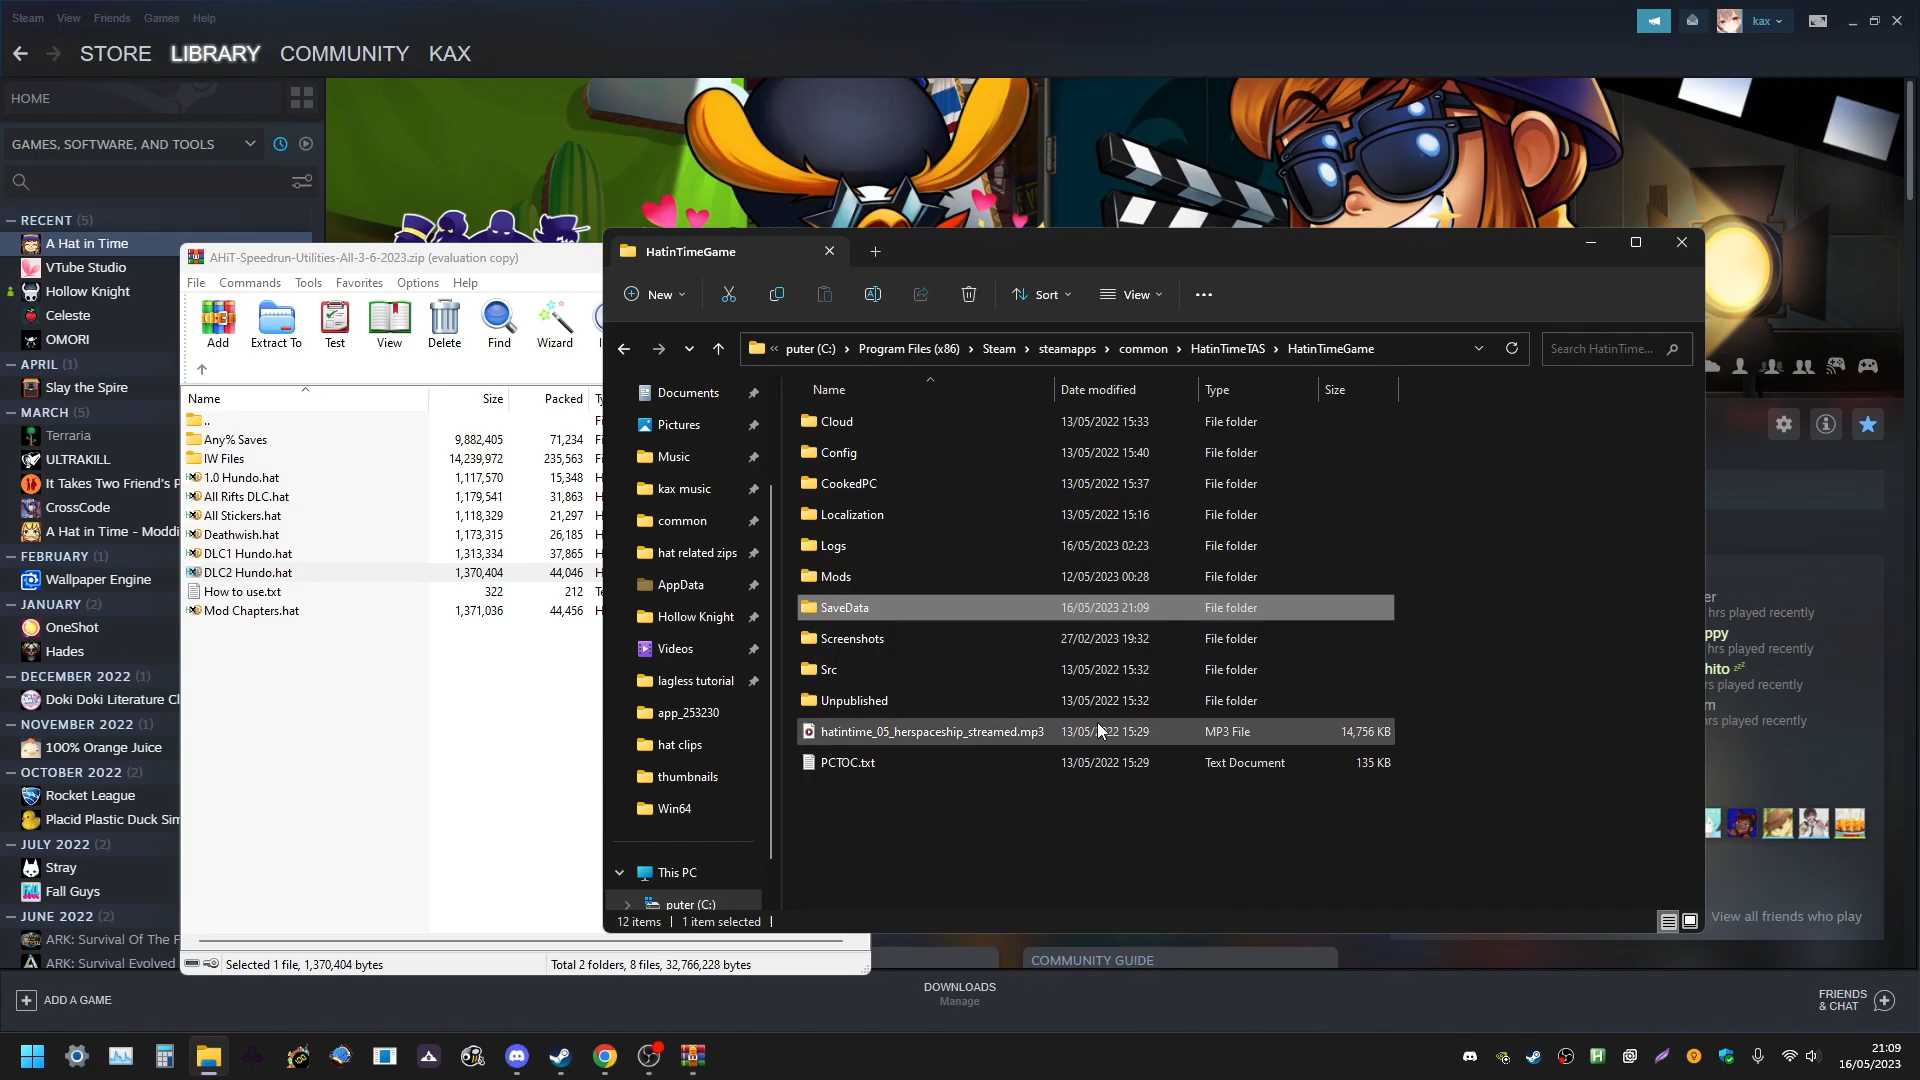 Steam View Friends Games Help
kax
STORE LIBRARY COMMUNITY KAX
HOME
GAMES, SOFTWARE, AND TOOLS
RECENT (5)
A Hat in Time
VTube Studio
Hollow Knight
Celeste
OMORI
APRIL (1)
Slay the Spire
MARCH (5)
Terraria
ULTRAKILL
It Takes Two Friend's P
CrossCode
A Hat in Time - Moddi
FEBRUARY (1)
Wallpaper Engine
JANUARY (2)
OneShot
Hades
DECEMBER 2022 (1)
Doki Doki Literature Cl
NOVEMBER 2022 (1)
100% Orange Juice
OCTOBER 2022 (2)
Rocket League
Placid Plastic Duck Sim
JULY 2022 (2)
Stray
Fall Guys
JUNE 2022 (2)
ARK: Survival Of The F
ARK: Survival Evolved
AHiT-Speedrun-Utilities-All-3-6-2023.zip (evaluation copy)
File Commands Tools Favorites Options Help
Add Extract To Test View Delete Find Wizard
Name Size Packed
..
Any% Saves 9,882,405 71,234
IW Files 14,239,972 235,563
1.0 Hundo.hat 1,117,570 15,348
All Rifts DLC.hat 1,179,541 31,863
All Stickers.hat 1,118,329 21,297
Deathwish.hat 1,173,315 26,185
DLC1 Hundo.hat 1,313,334 37,865
DLC2 Hundo.hat 1,370,404 44,046
How to use.txt 322 212
Mod Chapters.hat 1,371,036 44,456
Selected 1 file, 1,370,404 bytes Total 2 folders, 8 files, 32,766,228 bytes
HatinTimeGame
New Sort View
« puter (C:) › Program Files (x86) › Steam › steamapps › common › HatinTimeTAS › HatinTimeGame
Search HatinTime...
Documents
Pictures
Music
kax music
common
hat related zips
AppData
Hollow Knight
Videos
lagless tutorial
app_253230
hat clips
thumbnails
Win64
This PC
puter (C:)
Name Date modified Type Size
Cloud 13/05/2022 15:33 File folder
Config 13/05/2022 15:40 File folder
CookedPC 13/05/2022 15:37 File folder
Localization 13/05/2022 15:16 File folder
Logs 16/05/2023 02:23 File folder
Mods 12/05/2023 00:28 File folder
SaveData 16/05/2023 21:09 File folder
Screenshots 27/02/2023 19:32 File folder
Src 13/05/2022 15:32 File folder
Unpublished 13/05/2022 15:32 File folder
hatintime_05_herspaceship_streamed.mp3 13/05/2022 15:29 MP3 File 14,756 KB
PCTOC.txt 13/05/2022 15:29 Text Document 135 KB
12 items 1 item selected
hrs played recently
hrs played recently
rs played recently
rs played recently
View all friends who play
COMMUNITY GUIDE
ADD A GAME
DOWNLOADS
Manage
FRIENDS
& CHAT
21:09
16/05/2023